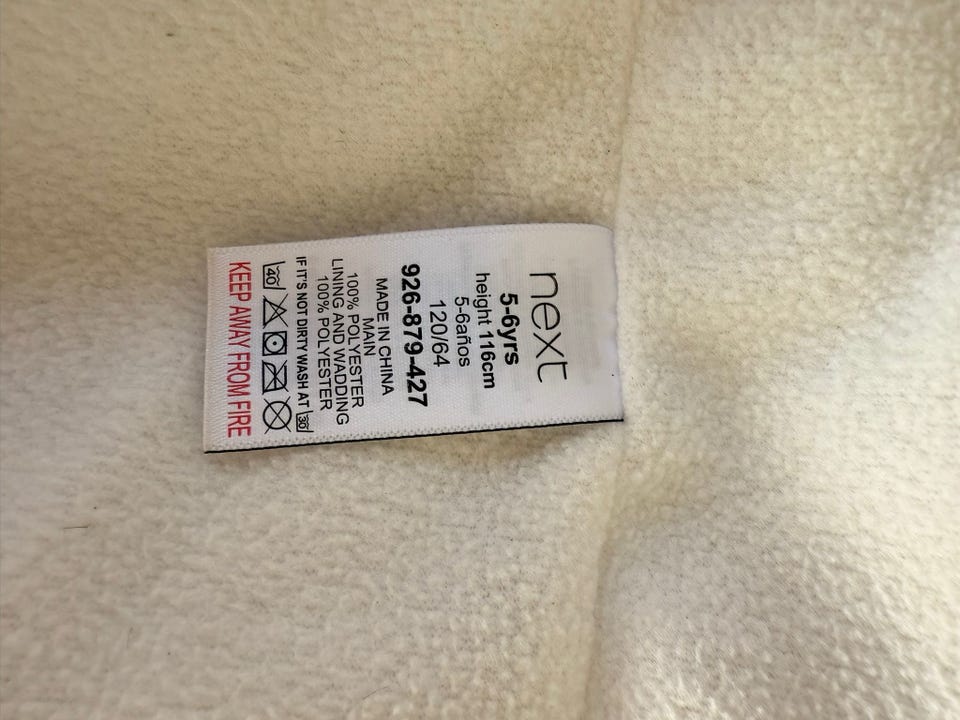 next
5-6yrs
height 116cm
5-6años
120/64
926-879-427
MADE IN CHINA
MAIN
100% POLYESTER
LINING AND WADDING
100% POLYESTER
IF IT'S NOT DIRTY WASH AT 30
40
KEEP AWAY FROM FIRE